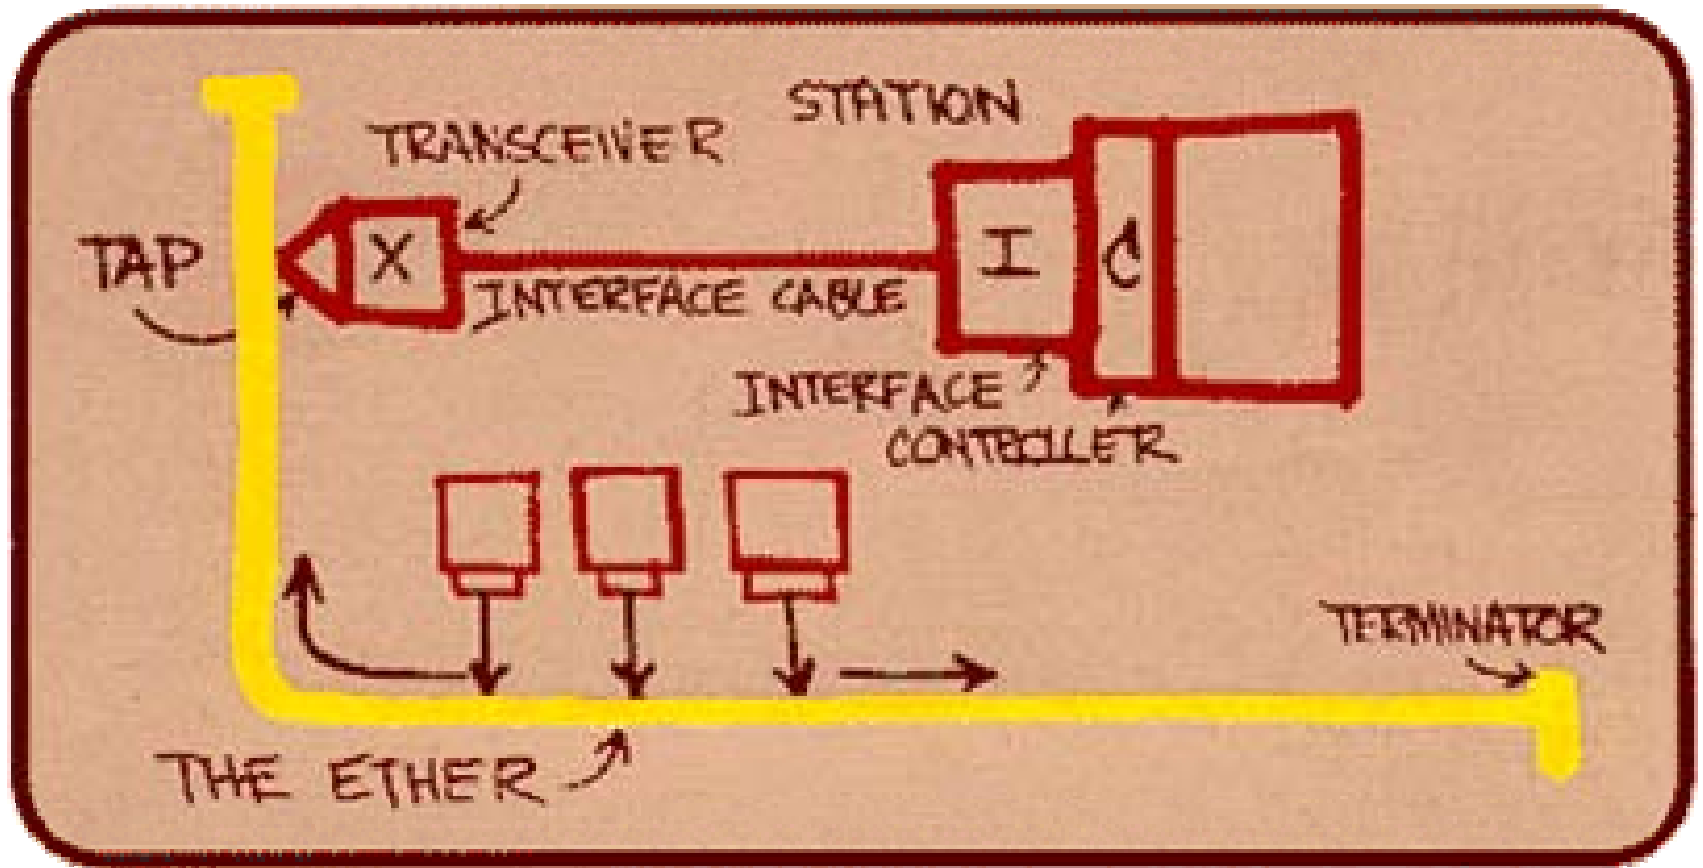 STATION
TRANSCEIVER
TAP
X
I
C
INTERFACE CABLE
INTERFACE
CONTROLLER
TERMINATOR
THE ETHER